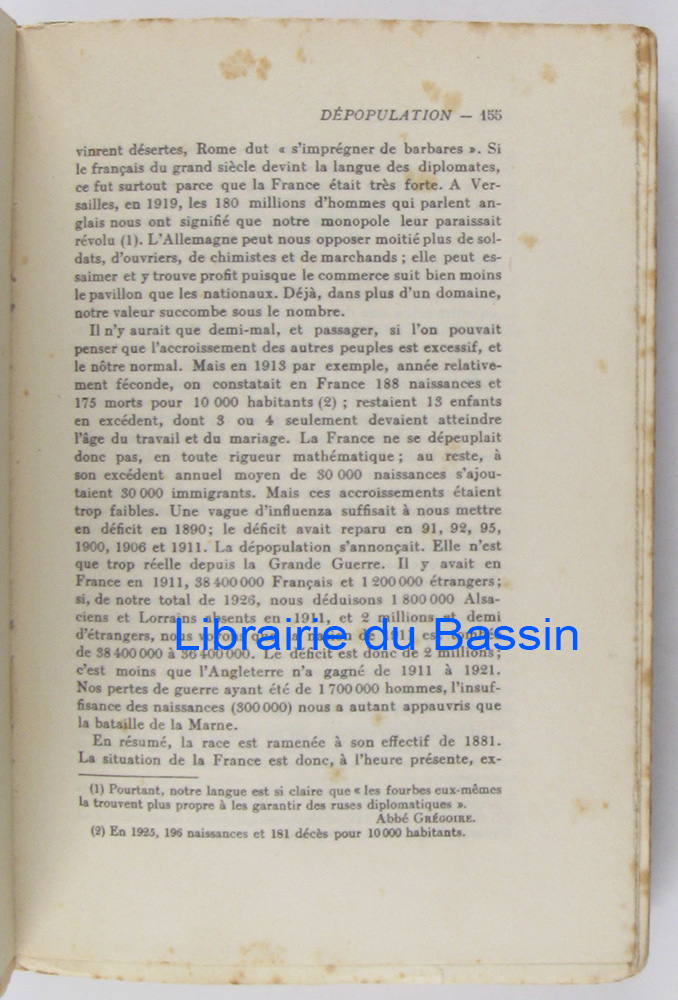 DÉPOPULATION — 155
vinrent désertes, Rome dut « s'imprégner de barbares ». Si
le français du grand siècle devint la langue des diplomates,
ce fut surtout parce que la France était très forte. A Ver-
sailles, en 1919, les 180 millions d'hommes qui parlent an-
glais nous ont signifié que notre monopole leur paraissait
révolu (1). L'Allemagne peut nous opposer moitié plus de sol-
dats, d'ouvriers, de chimistes et de marchands ; elle peut es-
saimer et y trouve profit puisque le commerce suit bien moins
le pavillon que les nationaux. Déjà, dans plus d'un domaine,
notre valeur succombe sous le nombre.
Il n'y aurait que demi-mal, et passager, si l'on pouvait
penser que l'accroissement des autres peuples est excessif, et
le nôtre normal. Mais en 1913 par exemple, année relative-
ment féconde, on constatait en France 188 naissances et
175 morts pour 10 000 habitants (2) ; restaient 13 enfants
en excédent, dont 3 ou 4 seulement devaient atteindre
l'âge du travail et du mariage. La France ne se dépeuplait
donc pas, en toute rigueur mathématique ; au reste, à
son excédent annuel moyen de 30 000 naissances s'ajou-
taient 30 000 immigrants. Mais ces accroissements étaient
trop faibles. Une vague d'influenza suffisait à nous mettre
en déficit en 1890 ; le déficit avait reparu en 91, 92, 95,
1900, 1906 et 1911. La dépopulation s'annonçait. Elle n'est
que trop réelle depuis la Grande Guerre. Il y avait en
France en 1911, 38 400 000 Français et 1 200 000 étrangers ;
si, de notre total de 1926, nous déduisons 1 800 000 Alsa-
ciens et Lorrains absents en 1911, et 2 millions et demi
d'étrangers, nous voyons que la nation de 1911 est
Librairie du Bassin
de 38 400 000 à 36 400 000. Le déficit est donc de 2 millions ;
c'est moins que l'Angleterre n'a gagné de 1911 à 1921.
Nos pertes de guerre ayant été de 1 700 000 hommes, l'insuf-
fisance des naissances (300 000) nous a autant appauvris que
la bataille de la Marne.
En résumé, la race est ramenée à son effectif de 1881.
La situation de la France est donc, à l'heure présente, ex-
(1) Pourtant, notre langue est si claire que « les fourbes eux-mêmes
la trouvent plus propre à les garantir des ruses diplomatiques ».
Abbé GRÉGOIRE.
(2) En 1925, 196 naissances et 181 décès pour 10 000 habitants.